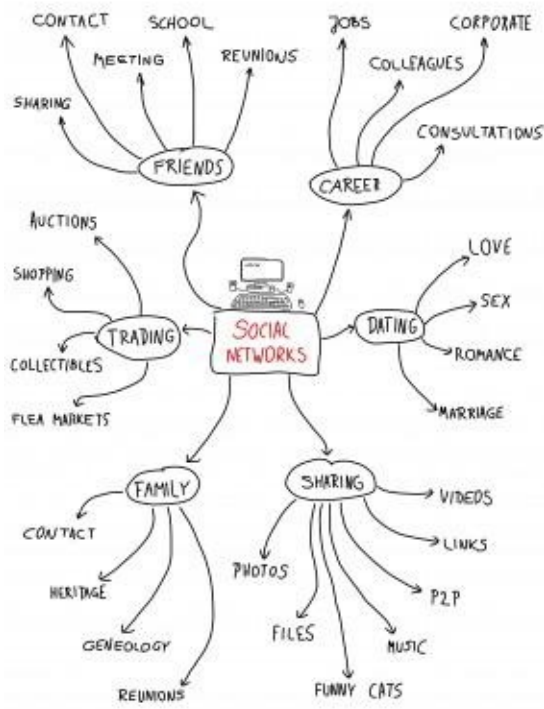 CONTACT
SCHOOL
MEETING
REUNIONS
SHARING
FRIENDS
JOBS
CORPORATE
COLLEAGUES
CONSULTATIONS
CAREER
AUCTIONS
SHOPPING
TRADING
COLLECTIBLES
FLEA MARKETS
SOCIAL
NETWORKS
DATING
LOVE
SEX
ROMANCE
MARRIAGE
FAMILY
CONTACT
HERITAGE
GENEOLOGY
REUNIONS
SHARING
VIDEOS
LINKS
PHOTOS
P2P
FILES
MUSIC
FUNNY CATS